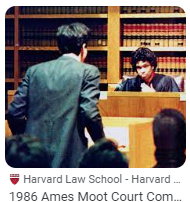 Harvard Law School - Harvard ...
1986 Ames Moot Court Com...